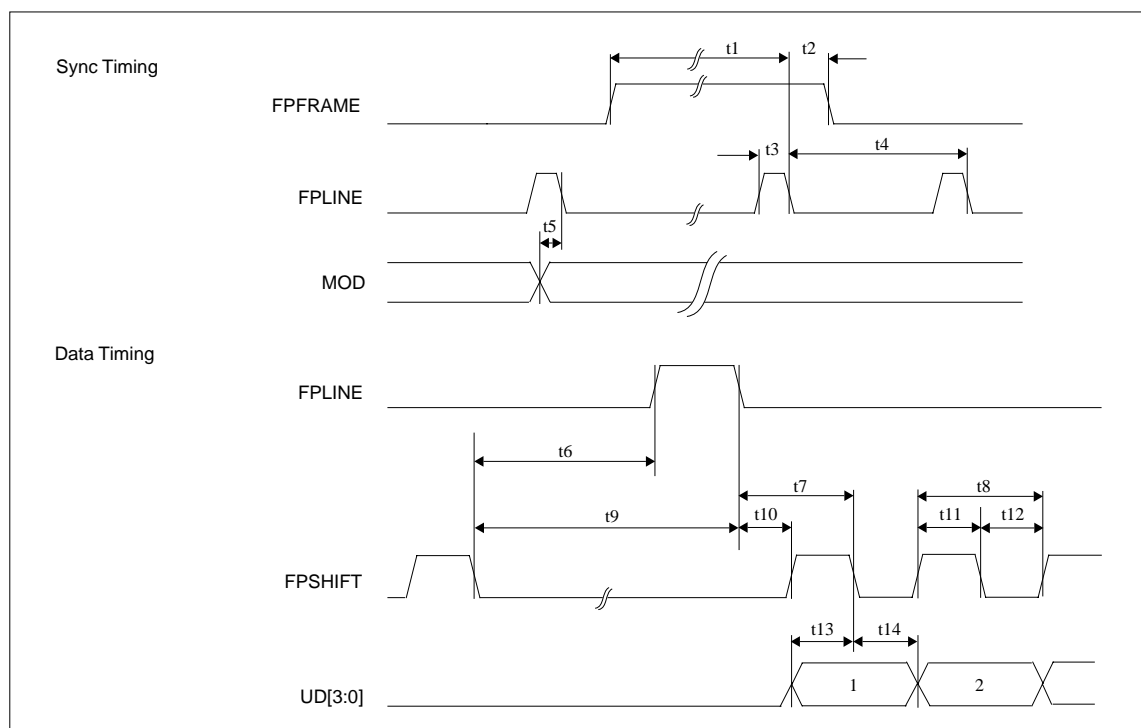 t1 t2
Sync Timing
FPFRAME
t3 t4
FPLINE
t5
MOD
Data Timing
FPLINE
t6
t7 t8
t9 t10 t11 t12
FPSHIFT
t13 t14
UD[3:0] 1 2